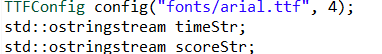 TTFConfig config("fonts/arial.ttf", 4);
std::ostringstream timeStr;
std::ostringstream scoreStr;